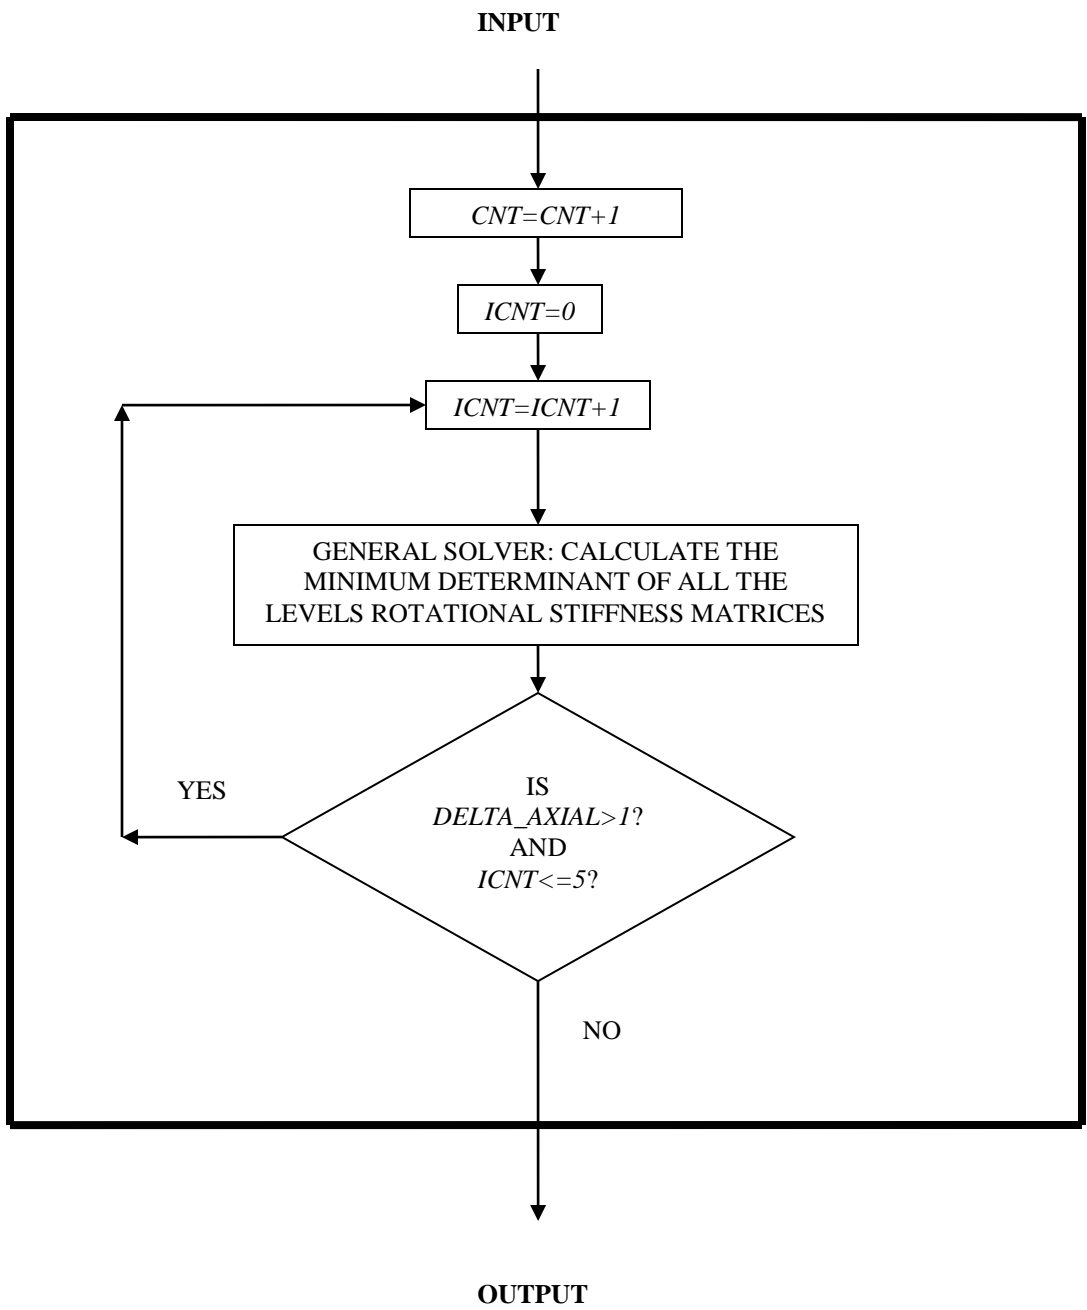 INPUT
CNT=CNT+1
ICNT=0
ICNT=ICNT+1
GENERAL SOLVER: CALCULATE THE
MINIMUM DETERMINANT OF ALL THE
LEVELS ROTATIONAL STIFFNESS MATRICES
YES
IS
DELTA_AXIAL>1?
AND
ICNT<=5?
NO
OUTPUT